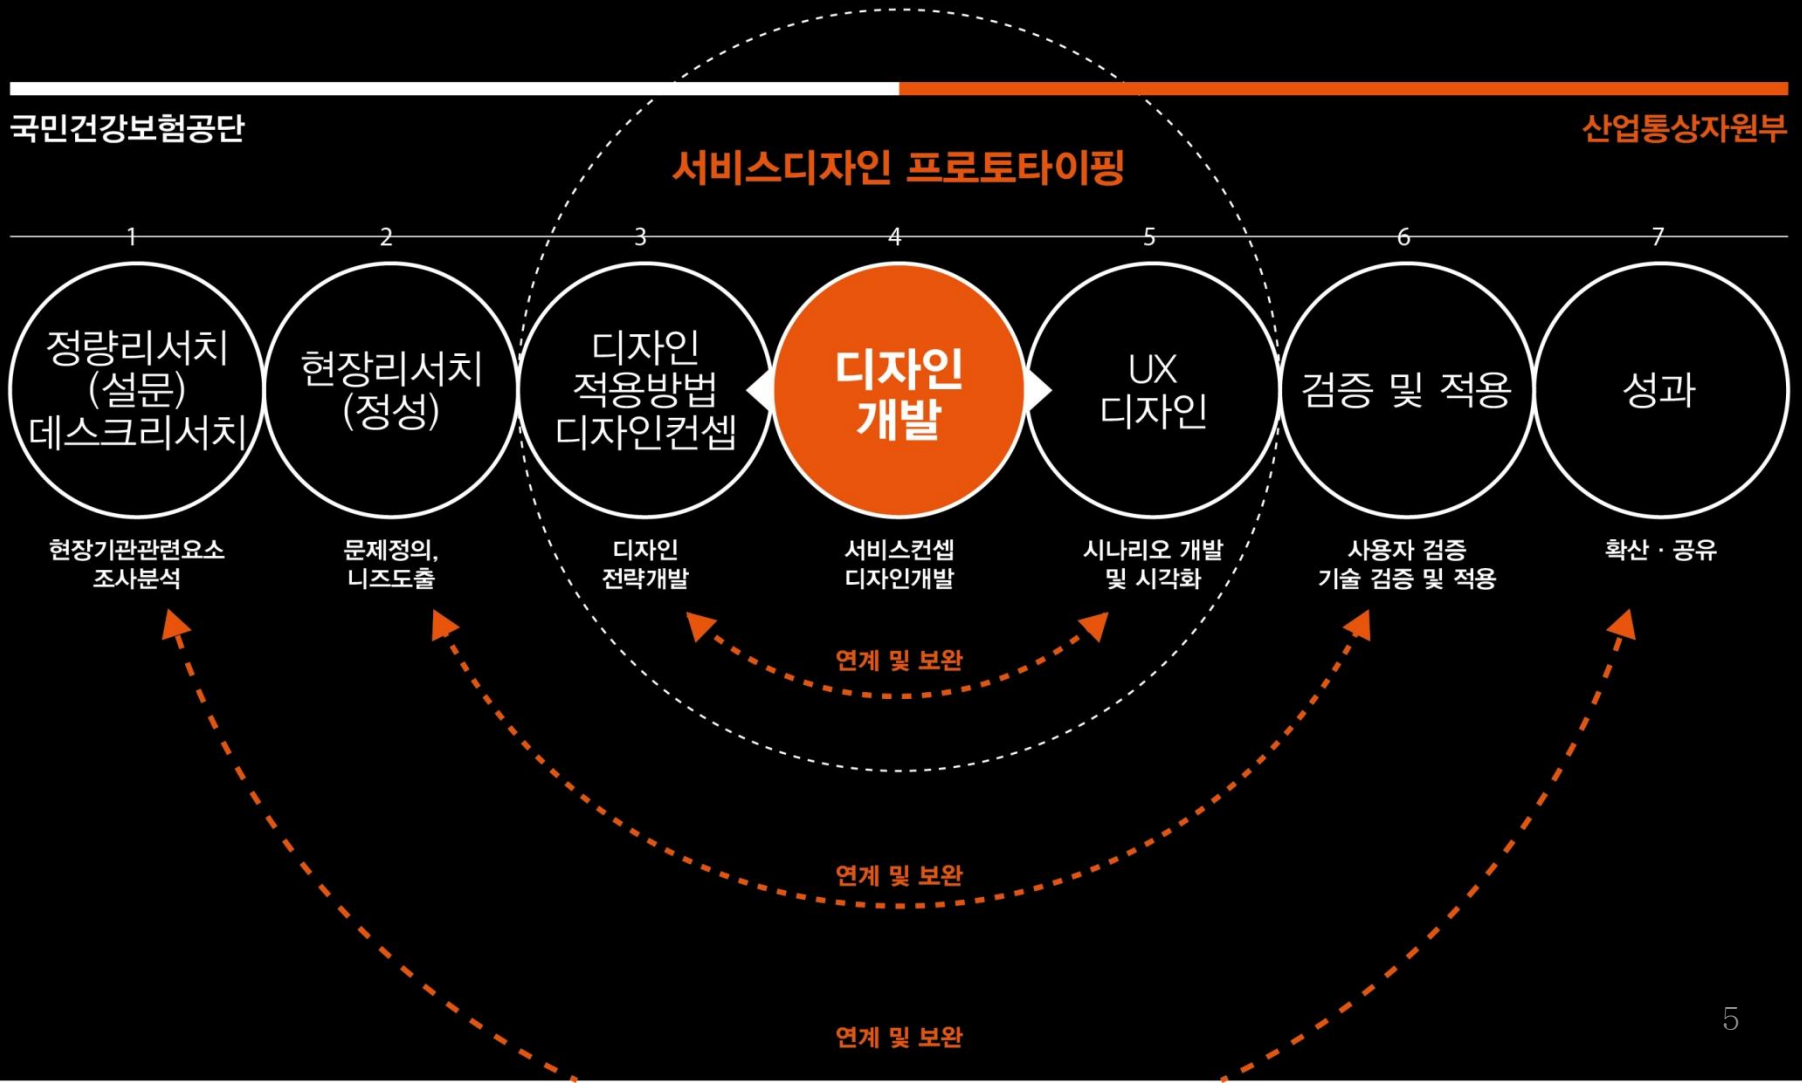 국민건강보험공단
산업통상자원부
서비스디자인 프로토타이핑
1
2
3
4
5
6
7
정량리서치
(설문)
데스크리서치
현장리서치
(정성)
디자인
적용방법
디자인컨셉
디자인
개발
UX
디자인
검증 및 적용
성과
현장기관관련요소
조사분석
문제정의,
니즈도출
디자인
전략개발
서비스컨셉
디자인개발
시나리오 개발
및 시각화
사용자 검증
기술 검증 및 적용
확산 · 공유
연계 및 보완
연계 및 보완
연계 및 보완
5